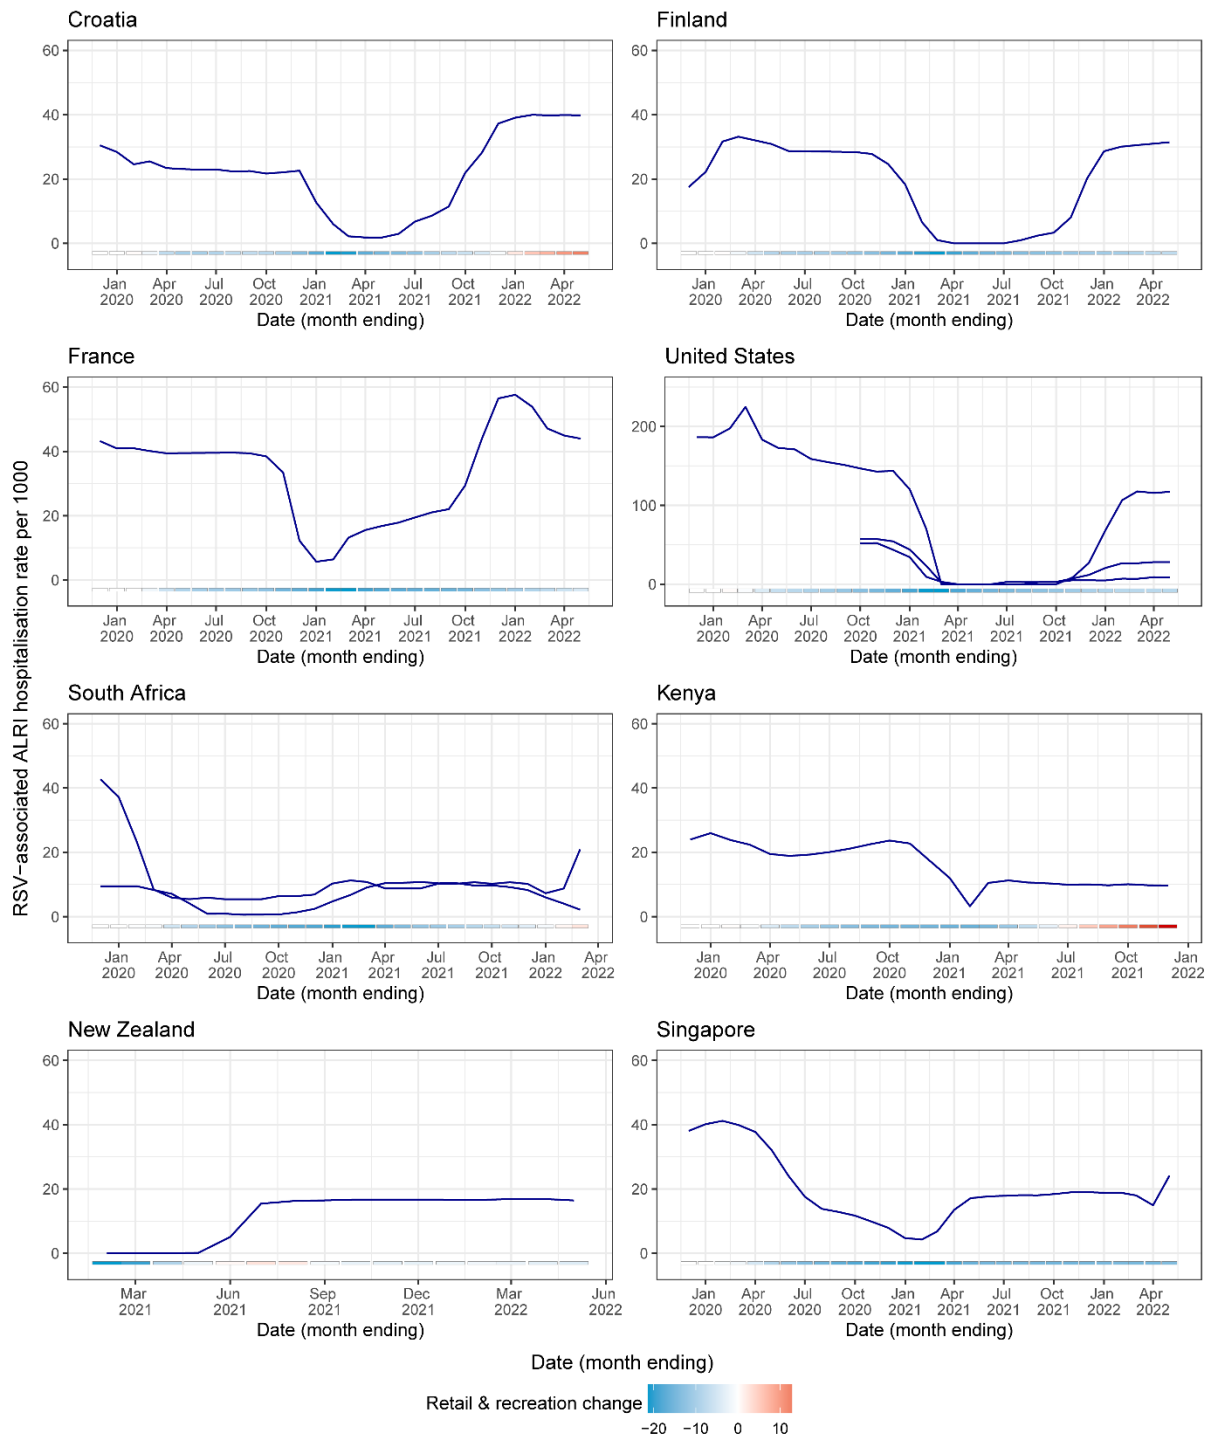 Croatia
Finland
60
40
20
0
Jan Apr Jul Oct Jan Apr Jul Oct Jan Apr
2020 2020 2020 2020 2021 2021 2021 2021 2022 2022
Date (month ending)
60
40
20
0
Jan Apr Jul Oct Jan Apr Jul Oct Jan Apr
2020 2020 2020 2020 2021 2021 2021 2021 2022 2022
Date (month ending)
France
United States
60
40
20
0
Jan Apr Jul Oct Jan Apr Jul Oct Jan Apr
2020 2020 2020 2020 2021 2021 2021 2021 2022 2022
Date (month ending)
200
100
0
Jan Apr Jul Oct Jan Apr Jul Oct Jan Apr
2020 2020 2020 2020 2021 2021 2021 2021 2022 2022
Date (month ending)
RSV−associated ALRI hospitalisation rate per 1000
South Africa
Kenya
60
40
20
0
Jan Apr Jul Oct Jan Apr Jul Oct Jan Apr
2020 2020 2020 2020 2021 2021 2021 2021 2022 2022
Date (month ending)
60
40
20
0
Jan Apr Jul Oct Jan Apr Jul Oct Jan
2020 2020 2020 2020 2021 2021 2021 2021 2022
Date (month ending)
New Zealand
Singapore
60
40
20
0
Mar Jun Sep Dec Mar Jun
2021 2021 2021 2021 2022 2022
Date (month ending)
60
40
20
0
Jan Apr Jul Oct Jan Apr Jul Oct Jan Apr
2020 2020 2020 2020 2021 2021 2021 2021 2022 2022
Date (month ending)
Date (month ending)
Retail & recreation change
−20 −10 0 10